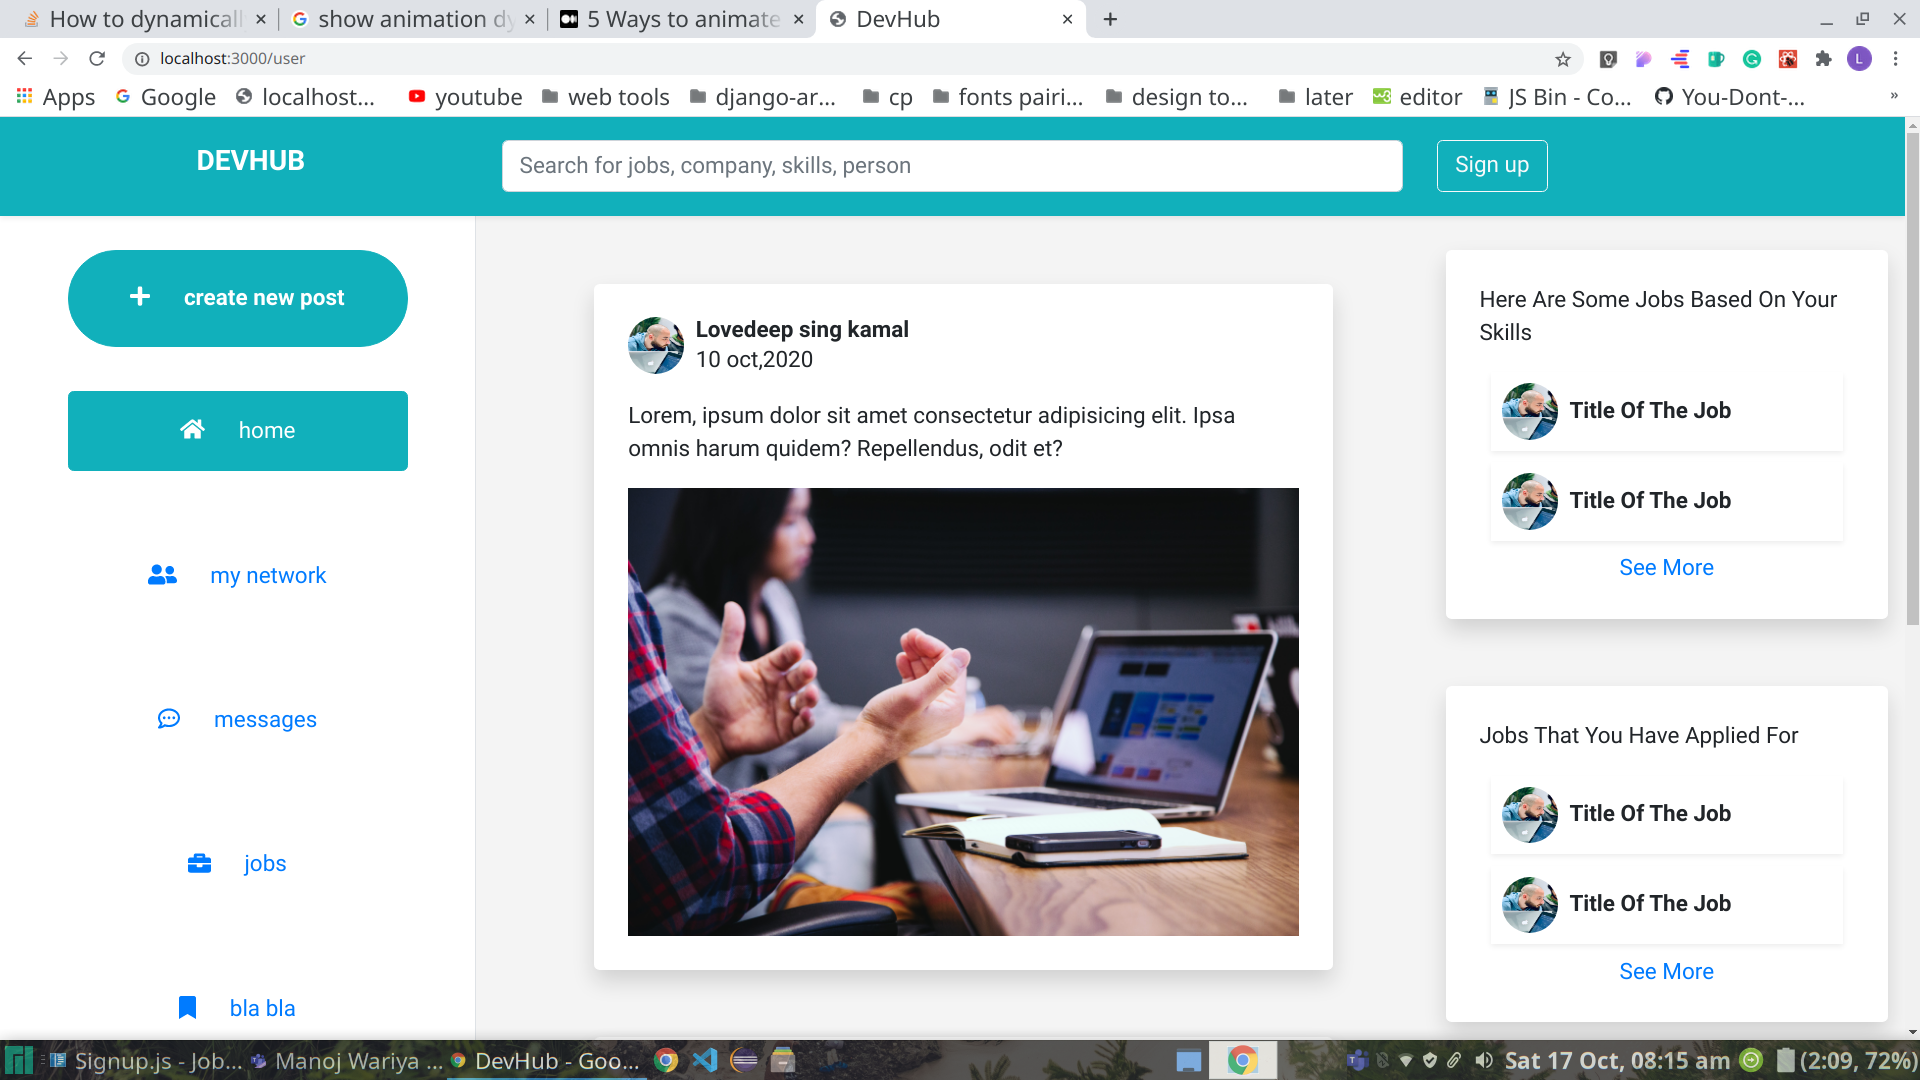 How to dynamicall
show animation dy
5 Ways to animate
DevHub
localhost:3000/user
L
Apps
Google
localhost...
youtube
web tools
django-ar...
cp
fonts pairi...
design to...
later
editor
JS Bin - Co...
You-Dont-...
»
DEVHUB
Search for jobs, company, skills, person
Sign up
create new post
home
my network
messages
jobs
bla bla
Lovedeep sing kamal
10 oct,2020
Lorem, ipsum dolor sit amet consectetur adipisicing elit. Ipsa
omnis harum quidem? Repellendus, odit et?
Here Are Some Jobs Based On Your
Skills
Title Of The Job
Title Of The Job
See More
Jobs That You Have Applied For
Title Of The Job
Title Of The Job
See More
Signup.js - Job...
Manoj Wariya ...
DevHub - Goo...
Sat 17 Oct, 08:15 am
(2:09, 72%)